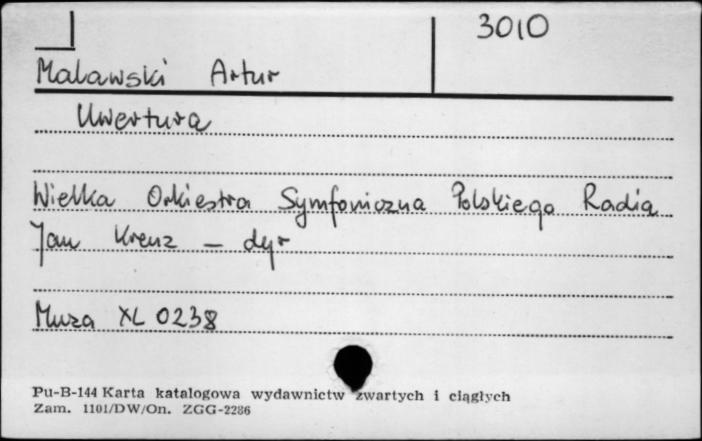 3010
Malawski Artur
Uwertura
Wielka Orkiestra Symfoniczna Polskiego Radia
Jan Krenz - dyr
Muza XL 0238
Pu-B-144 Karta katalogowa wydawnictw zwartych i ciągłych
Zam. 1101/DW/On. ZGG-2286